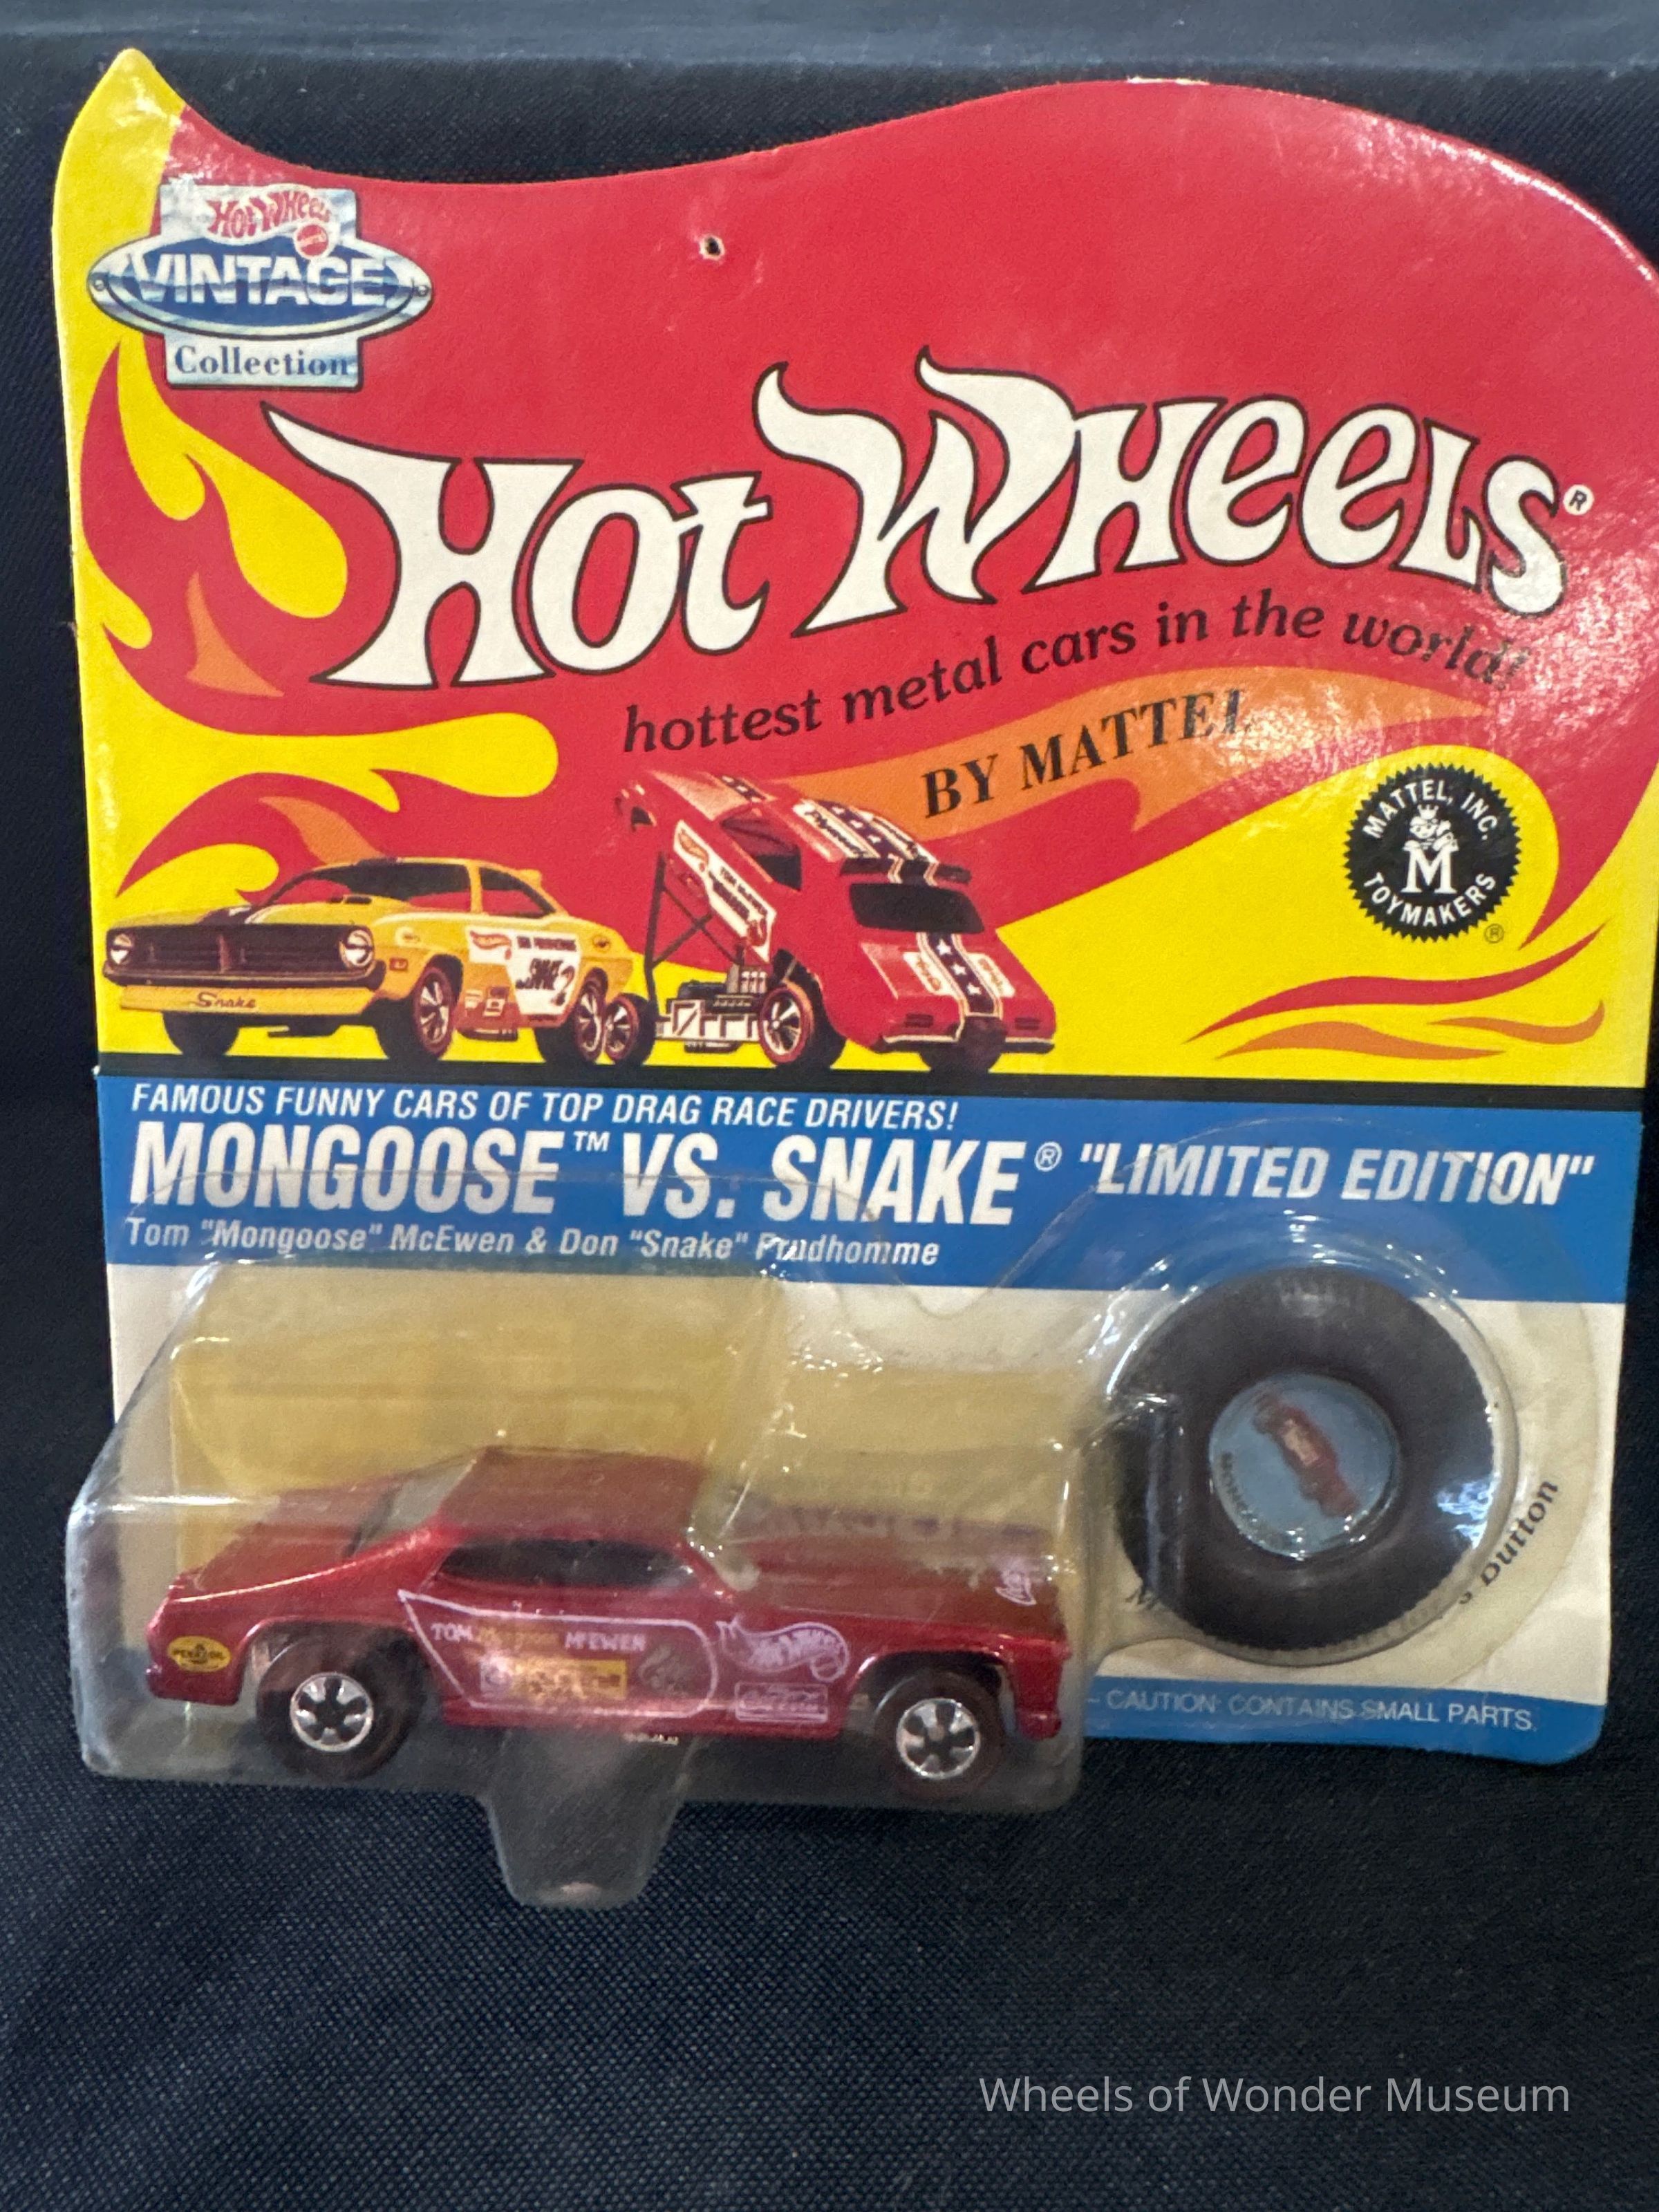 Hot Wheels
VINTAGE
Collection
Hot Wheels®
hottest metal cars in the world!
BY MATTEL
MATTEL, INC.
M
TOYMAKERS
®
Snake
FAMOUS FUNNY CARS OF TOP DRAG RACE DRIVERS!
MONGOOSE™ VS. SNAKE® "LIMITED EDITION"
Tom "Mongoose" McEwen & Don "Snake" Prudhomme
Button
TOM McEWEN
Hot Wheels
PENNZOIL
CAUTION: CONTAINS SMALL PARTS.
Wheels of Wonder Museum